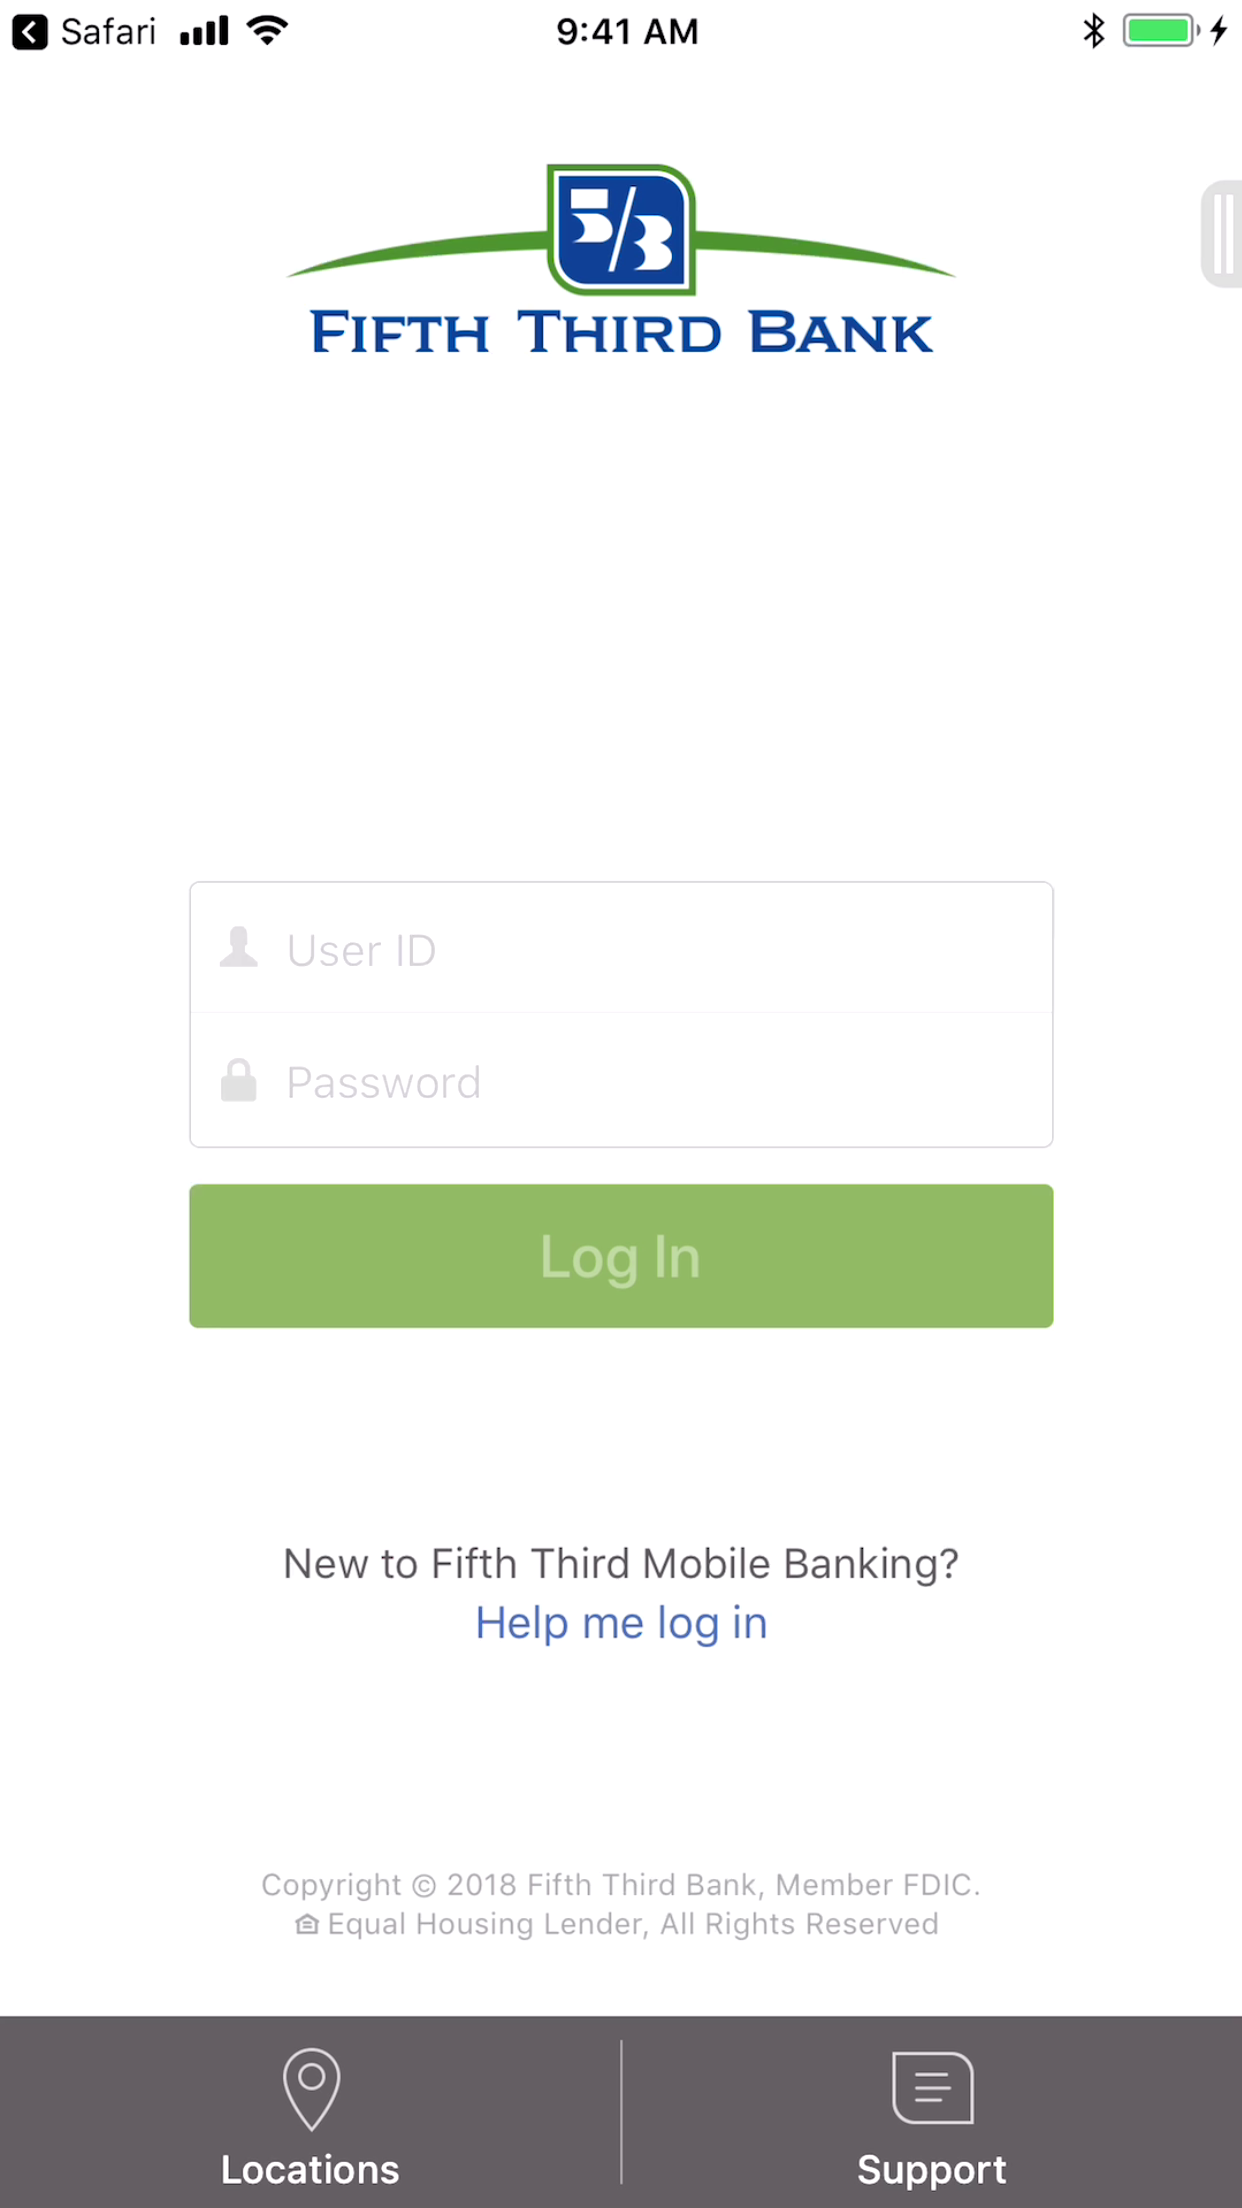 Safari 9:41 AM
5/3
FIFTH THIRD BANK
User ID
Password
Log In
New to Fifth Third Mobile Banking?
Help me log in
Copyright © 2018 Fifth Third Bank, Member FDIC.
Equal Housing Lender, All Rights Reserved
Locations
Support